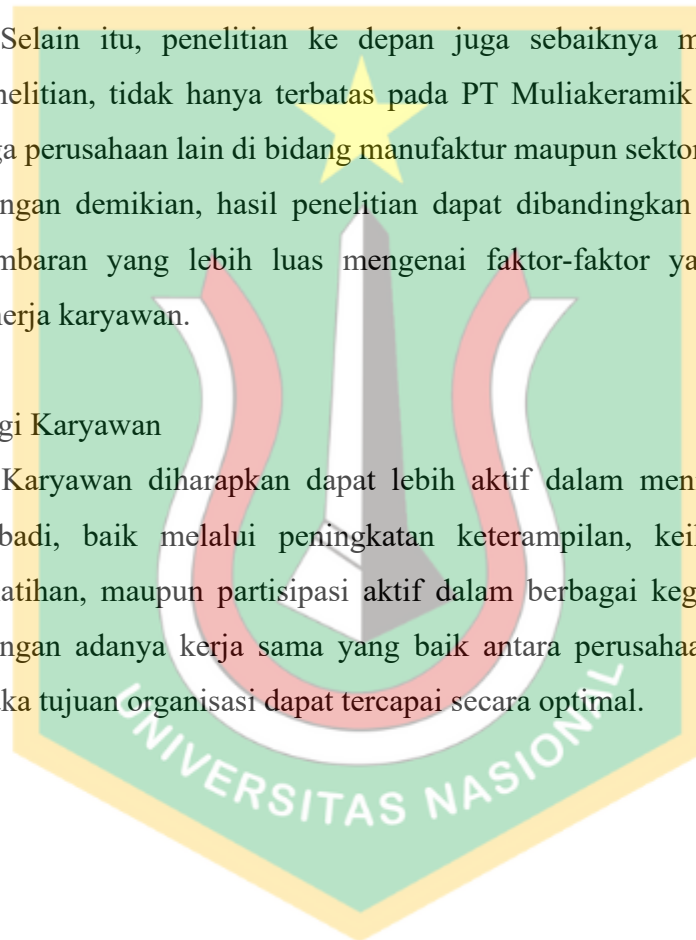 Selain itu, penelitian ke depan juga sebaiknya m
nelitian, tidak hanya terbatas pada PT Muliakeramik
ga perusahaan lain di bidang manufaktur maupun sektor
ngan demikian, hasil penelitian dapat dibandingkan
mbaran yang lebih luas mengenai faktor-faktor ya
nerja karyawan.
gi Karyawan
Karyawan diharapkan dapat lebih aktif dalam men
badi, baik melalui peningkatan keterampilan, keil
atihan, maupun partisipasi aktif dalam berbagai keg
ngan adanya kerja sama yang baik antara perusahaa
aka tujuan organisasi dapat tercapai secara optimal.
UNIVERSITAS NASIONAL